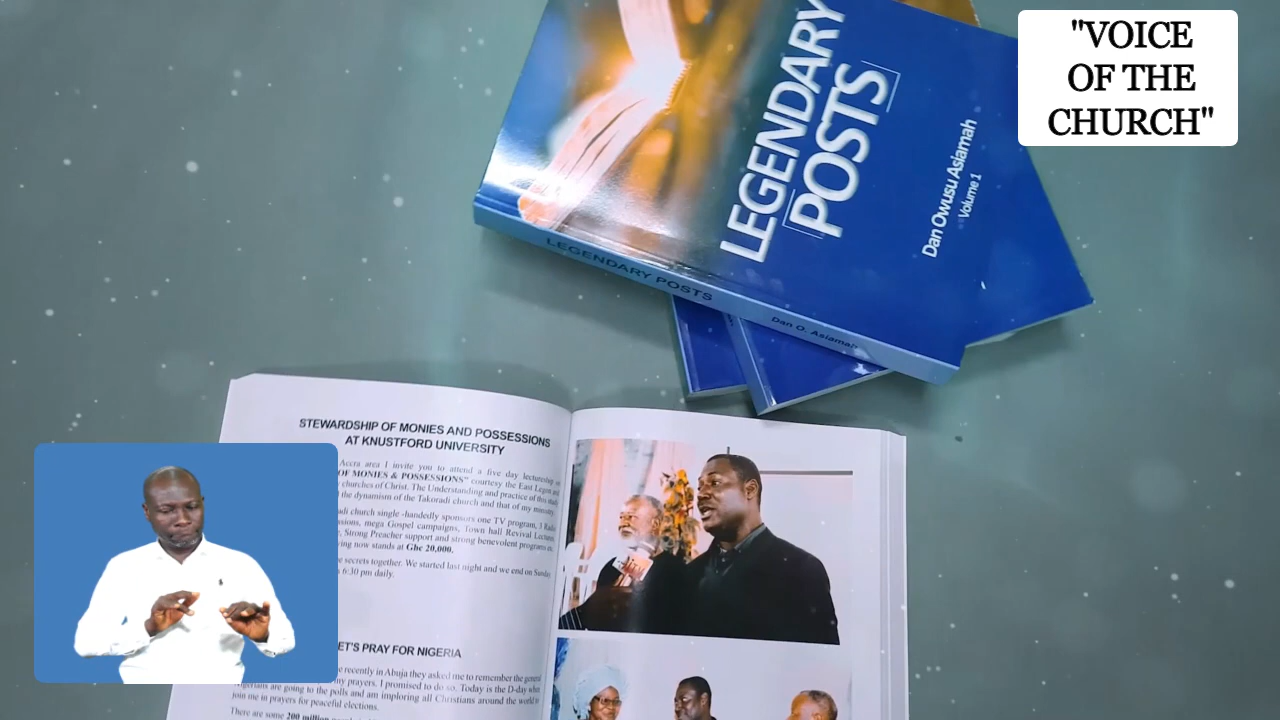 "VOICE
OF THE
CHURCH"
LEGENDARY
POSTS
Dan Owusu Asiamah
Volume 1
LEGENDARY POSTS
Dan O. Asiamah
STEWARDSHIP OF MONIES AND POSSESSIONS
AT KNUSTFORD UNIVERSITY
Accra area I invite you to attend a five day lectureship on
OF MONIES & POSSESSIONS" courtesy the East Legon
churches of Christ. The Understanding and practice of this study
the dynamism of the Takoradi church and that of my ministry.
church single -handedly sponsors one TV program, 3 Radio
mega Gospel campaigns, Town hall Revival Lectures,
Strong Preacher support and strong benevolent programs etc.
now stands at Ghc 20,000.
secrets together. We started last night and we end on Sunday
6:30 pm daily.
LET'S PRAY FOR NIGERIA
recently in Abuja they asked me to remember the general
my prayers. I promised to do so. Today is the D-day when
Nigerians are going to the polls and am imploring all Christians around the world to
join me in prayers for peaceful elections.
There are some 200 million